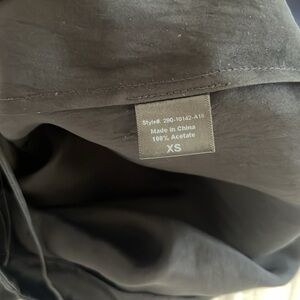 Style#: 290-10142-A18
Made in China
100% Acetate
XS